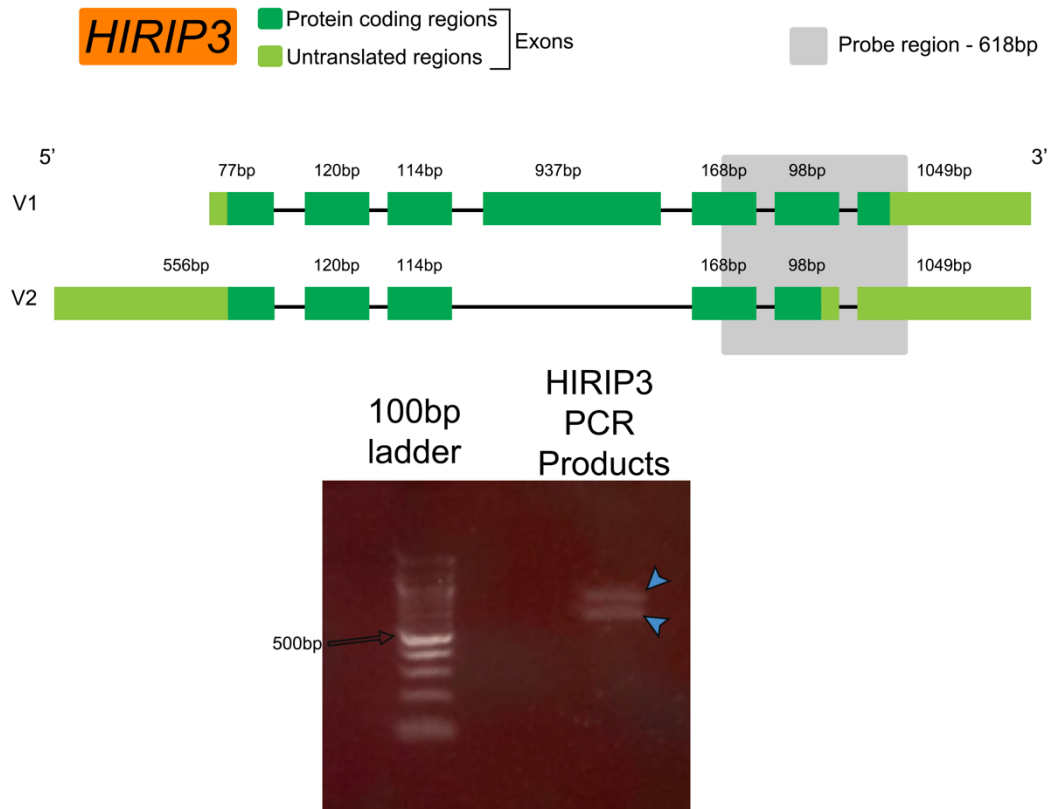 HIRIP3
Protein coding regions
Untranslated regions
Exons
Probe region - 618bp
5’
3’
77bp
120bp
114bp
937bp
168bp
98bp
1049bp
V1
556bp
120bp
114bp
168bp
98bp
1049bp
V2
100bp
ladder
HIRIP3
PCR
Products
500bp